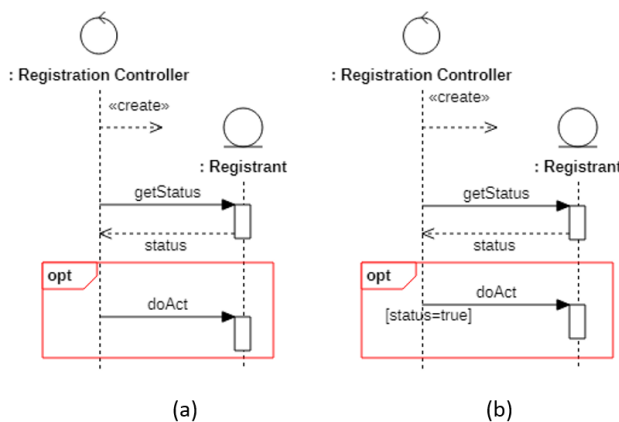 : Registration Controller
«create»
: Registrant
getStatus
status
opt
doAct
(a)
: Registration Controller
«create»
: Registrant
getStatus
status
opt
doAct
[status=true]
(b)